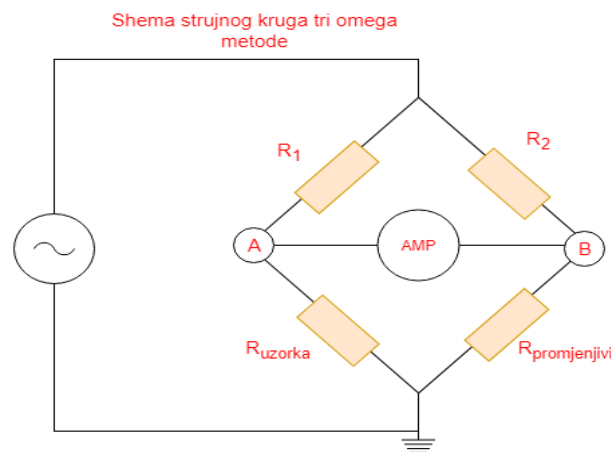 Shema strujnog kruga tri omega
metode
R1
R2
A
AMP
B
Ruzorka
Rpromjenjivi